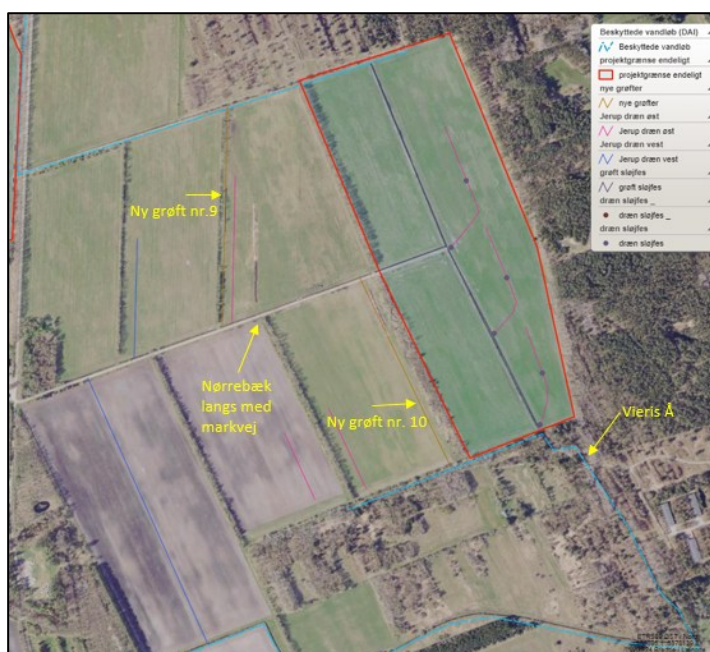 Beskyttede vandløb (DAI)
Beskyttede vandløb
projektgrænse endeligt
projektgrænse endeligt
nye grøfter
nye grøfter
Jerup dræn øst
Jerup dræn øst
Jerup dræn vest
Jerup dræn vest
grøft sløjfes
grøft sløjfes
dræn sløjfes _
dræn sløjfes _
dræn sløjfes
dræn sløjfes
Ny grøft nr.9
Nørrebæk
langs med
markvej
Ny grøft nr. 10
Vieris Å